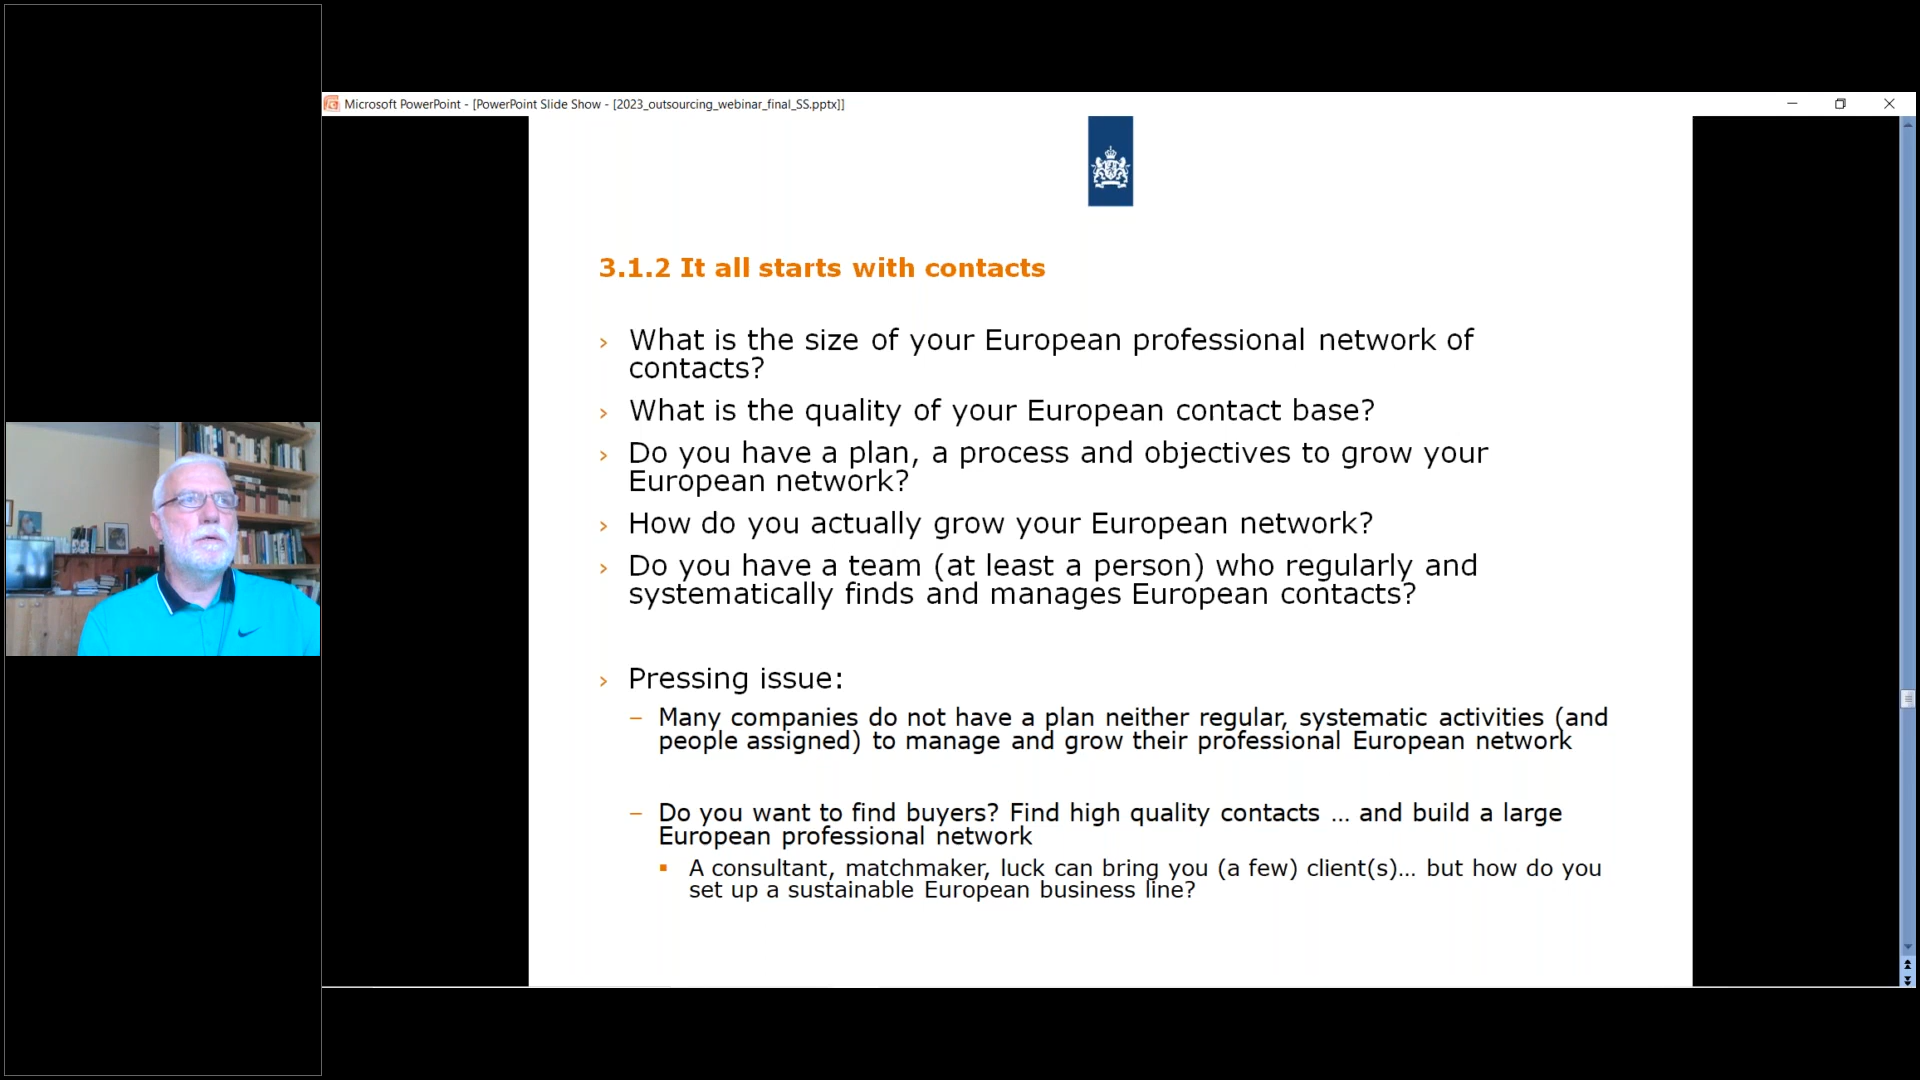 Microsoft PowerPoint - [PowerPoint Slide Show - [2023_outsourcing_webinar_final_SS.pptx]]
3.1.2 It all starts with contacts
› What is the size of your European professional network of
contacts?
› What is the quality of your European contact base?
› Do you have a plan, a process and objectives to grow your
European network?
› How do you actually grow your European network?
› Do you have a team (at least a person) who regularly and
systematically finds and manages European contacts?
› Pressing issue:
– Many companies do not have a plan neither regular, systematic activities (and
people assigned) to manage and grow their professional European network
– Do you want to find buyers? Find high quality contacts … and build a large
European professional network
▪ A consultant, matchmaker, luck can bring you (a few) client(s)… but how do you
set up a sustainable European business line?